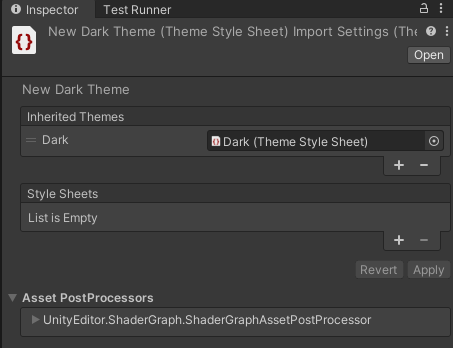 Inspector
Test Runner
New Dark Theme (Theme Style Sheet) Import Settings (The
Open
New Dark Theme
Inherited Themes
Dark
Dark (Theme Style Sheet)
+ −
Style Sheets
List is Empty
+ −
Revert Apply
Asset PostProcessors
UnityEditor.ShaderGraph.ShaderGraphAssetPostProcessor